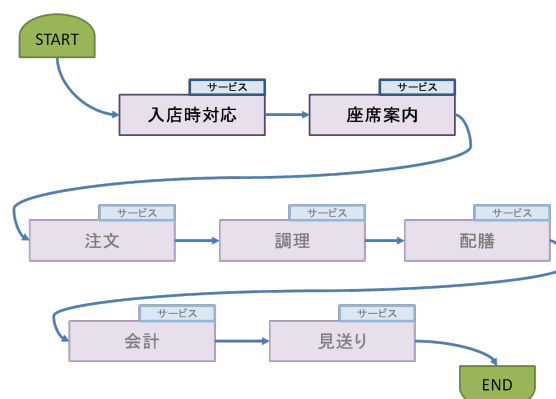 START
サービス
サービス
入店時対応
座席案内
サービス
サービス
サービス
注文
調理
配膳
サービス
サービス
会計
見送り
END